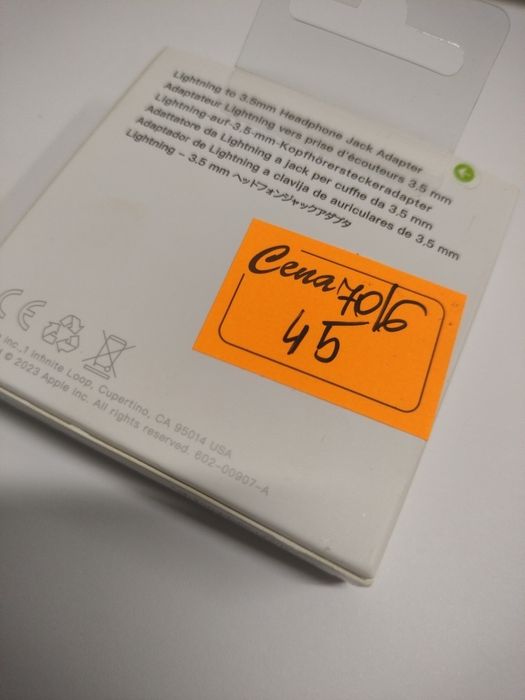 Lightning to 3.5mm Headphone Jack Adapter
Adaptateur Lightning vers prise d'écouteurs 3.5 mm
Lightning-auf-3.5-mm-Kopfhörersteckeradapter
Adattatore da Lightning a jack per cuffie da 3,5 mm
Adaptador de Lightning a clavija de auriculares de 3,5 mm
Lightning – 3.5 mm ヘッドフォンジャックアダプタ
Cena 70/6
45
CE
inc.,1 Infinite Loop, Cupertino, CA 95014 USA
© 2023 Apple Inc. All rights reserved. 602-00907-A